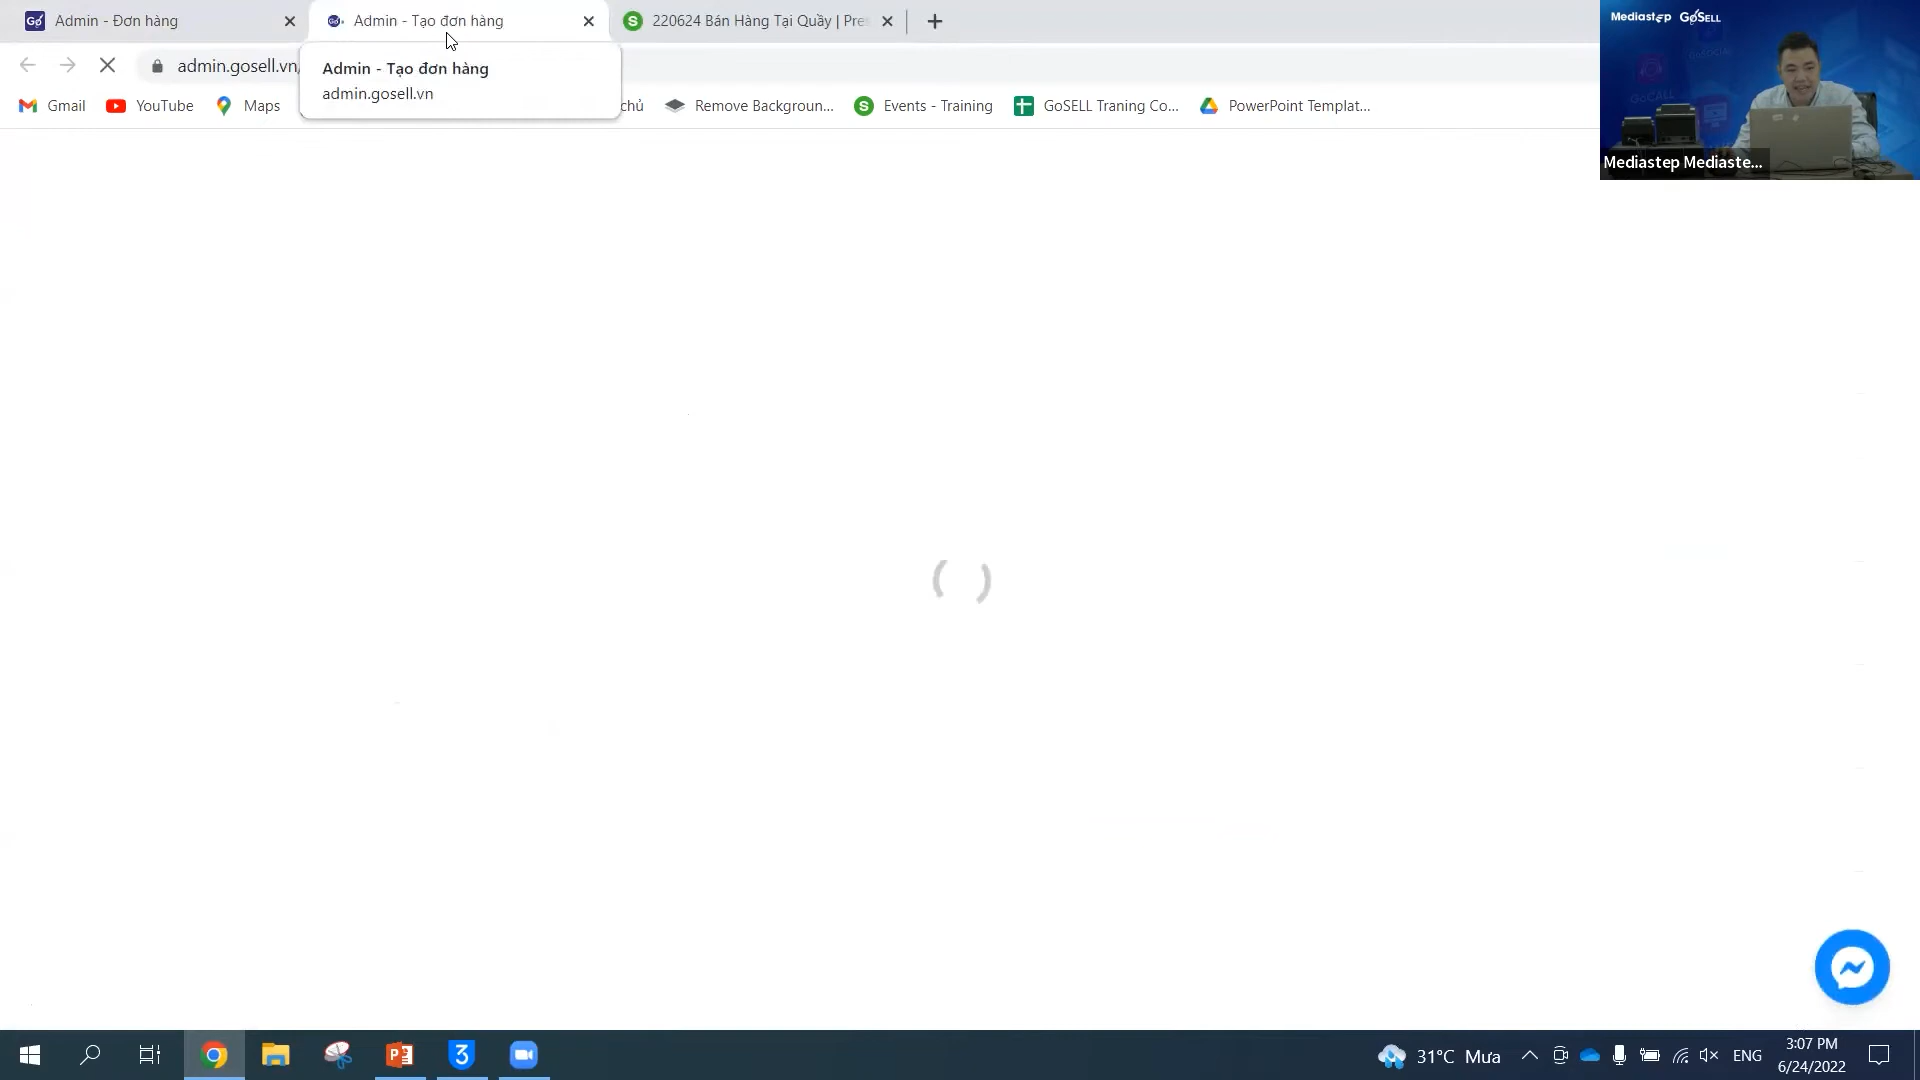 Admin - Đơn hàng
Admin - Tạo đơn hàng
220624 Bán Hàng Tại Quầy | Pre
Mediastep GoSELL
admin.gosell.vn/
Admin - Tạo đơn hàng
admin.gosell.vn
Gmail
YouTube
Maps
chủ
Remove Backgroun...
Events - Training
GoSELL Traning Co...
PowerPoint Templat...
Mediastep Mediaste...
31°C Mưa
ENG
3:07 PM
6/24/2022